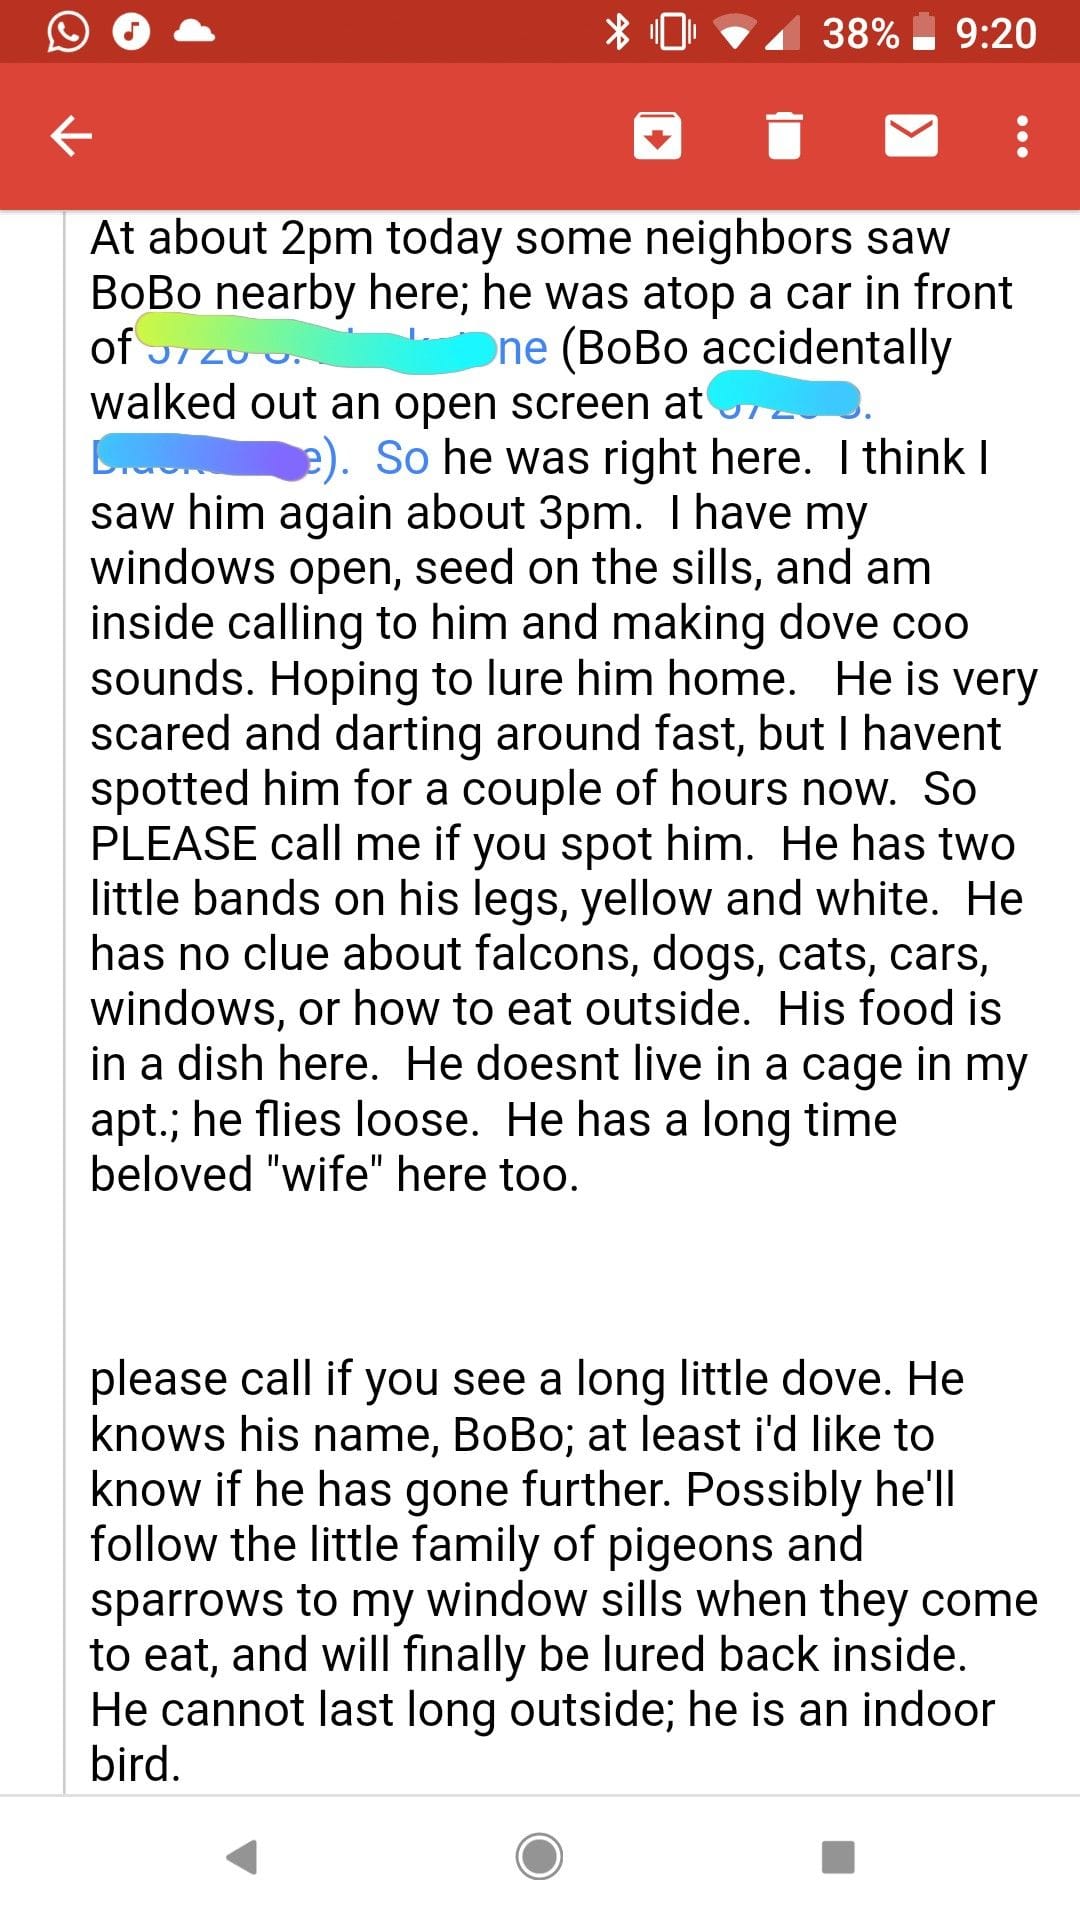 38% 9:20
At about 2pm today some neighbors saw
BoBo nearby here; he was atop a car in front
of ne (BoBo accidentally
walked out an open screen at
e).  So he was right here.  I think I
saw him again about 3pm.  I have my
windows open, seed on the sills, and am
inside calling to him and making dove coo
sounds. Hoping to lure him home.   He is very
scared and darting around fast, but I havent
spotted him for a couple of hours now.  So
PLEASE call me if you spot him.  He has two
little bands on his legs, yellow and white.  He
has no clue about falcons, dogs, cats, cars,
windows, or how to eat outside.  His food is
in a dish here.  He doesnt live in a cage in my
apt.; he flies loose.  He has a long time
beloved "wife" here too.
please call if you see a long little dove. He
knows his name, BoBo; at least i'd like to
know if he has gone further. Possibly he'll
follow the little family of pigeons and
sparrows to my window sills when they come
to eat, and will finally be lured back inside.
He cannot last long outside; he is an indoor
bird.